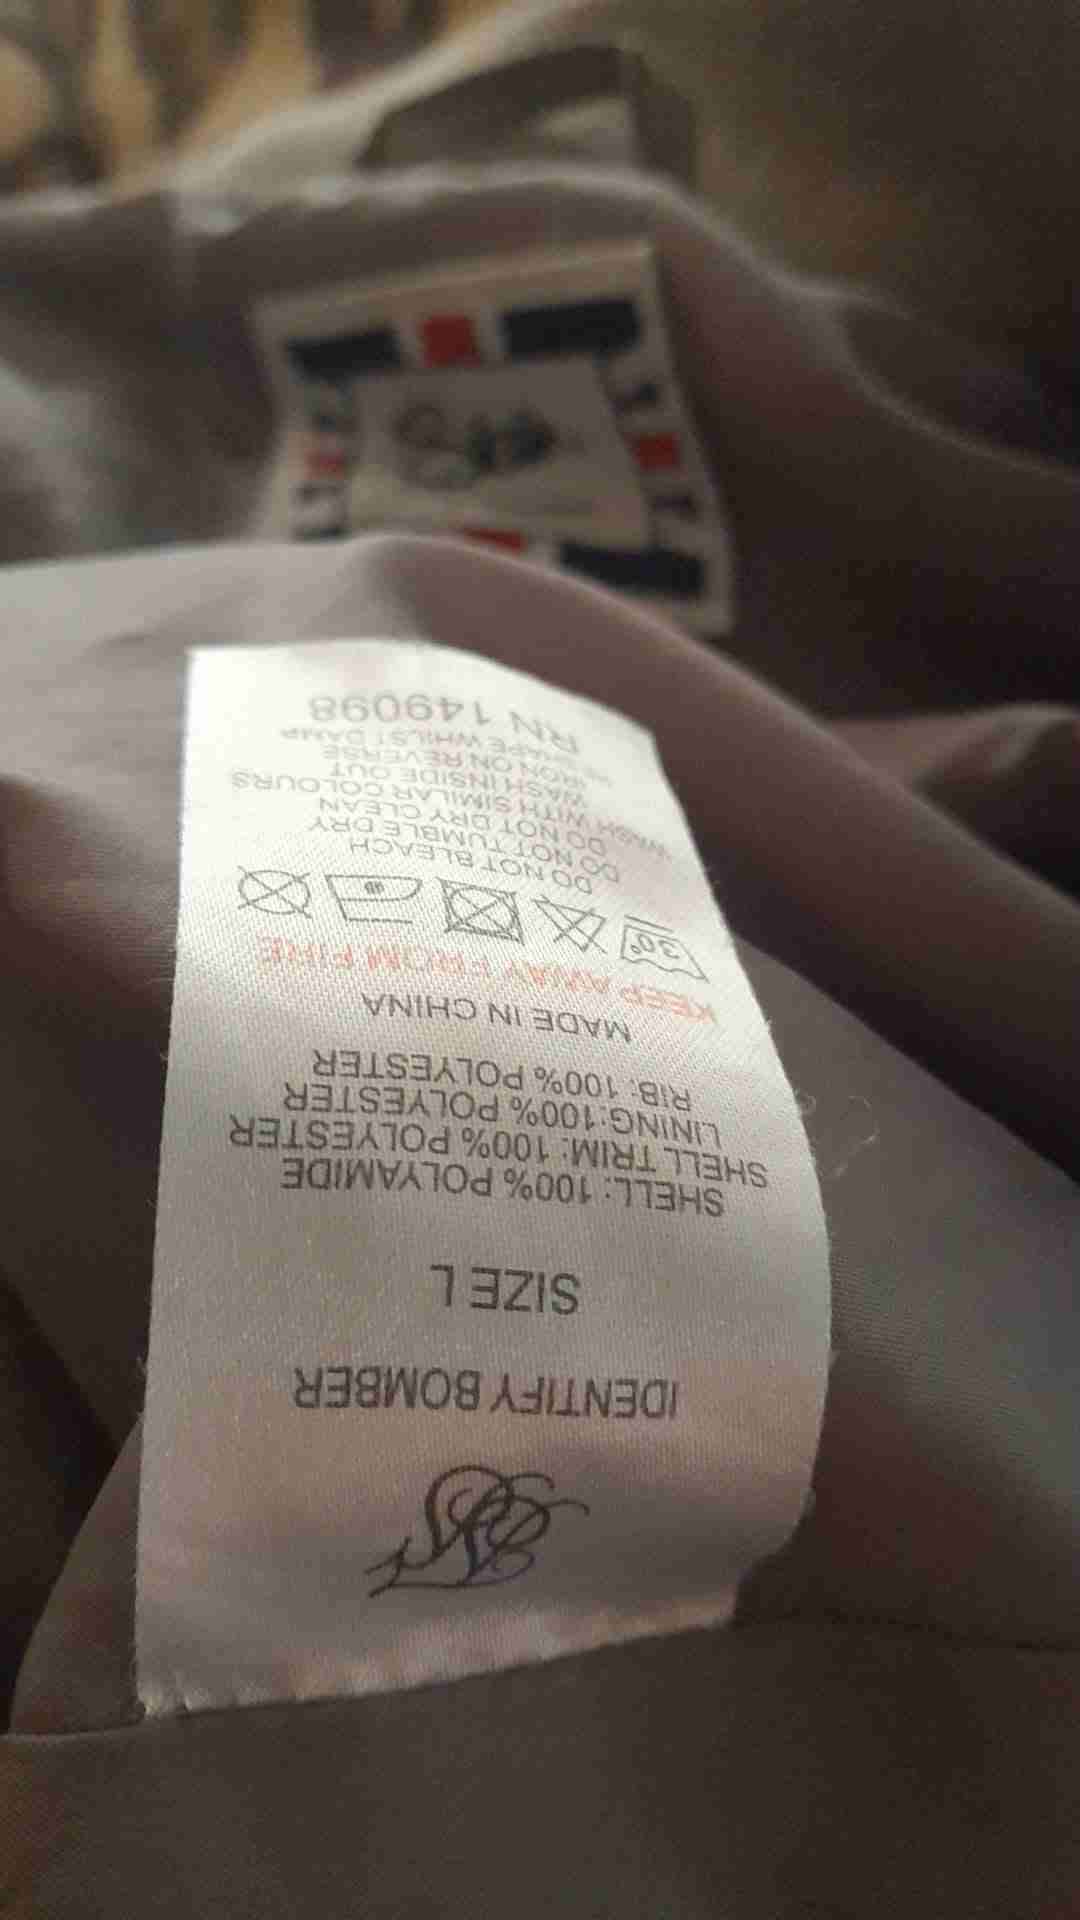 IDENTIFY BOMBER
SIZE L
SHELL: 100% POLYAMIDE
SHELL TRIM: 100% POLYESTER
LINING:100% POLYESTER
RIB: 100% POLYESTER
MADE IN CHINA
KEEP AWAY FROM FIRE
30°
DO NOT BLEACH
DO NOT TUMBLE DRY
DO NOT DRY CLEAN
WASH WITH SIMILAR COLOURS
WASH INSIDE OUT
IRON ON REVERSE
WHILST DAMP
RN 149098